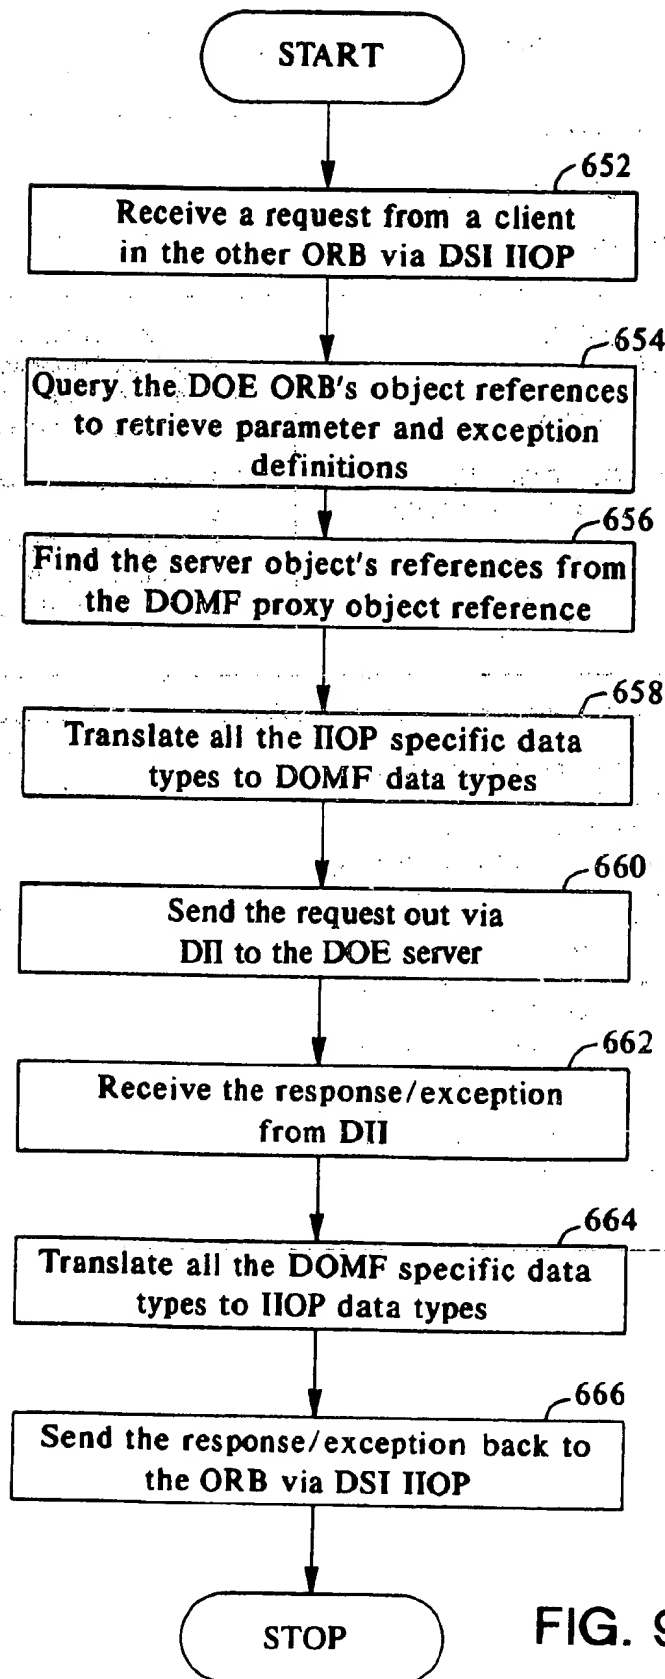 START
652
Receive a request from a client
in the other ORB via DSI IIOP
654
Query the DOE ORB's object references
to retrieve parameter and exception
definitions
656
Find the server object's references from
the DOMF proxy object reference
658
Translate all the IIOP specific data
types to DOMF data types
660
Send the request out via
DII to the DOE server
662
Receive the response/exception
from DII
664
Translate all the DOMF specific data
types to IIOP data types
666
Send the response/exception back to
the ORB via DSI IIOP
STOP
FIG. 9